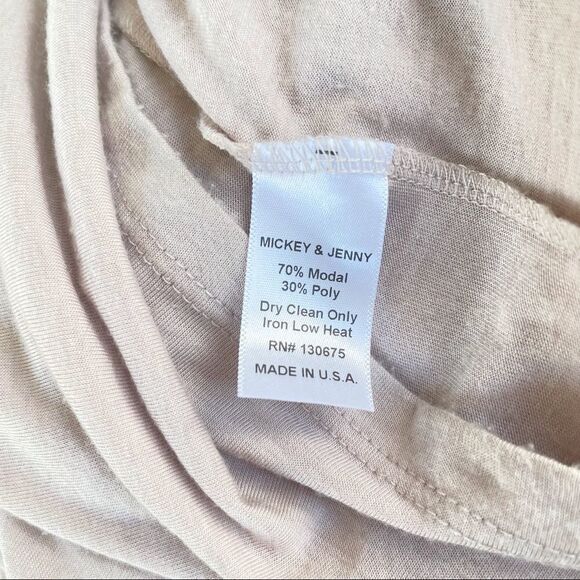 MICKEY & JENNY
70% Modal
30% Poly
Dry Clean Only
Iron Low Heat
RN# 130675
MADE IN U.S.A.